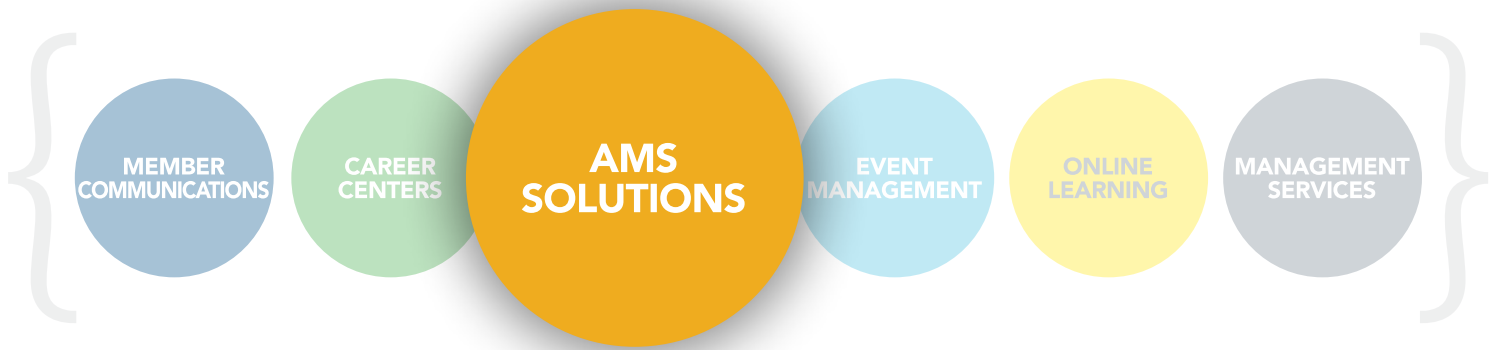 MEMBER
COMMUNICATIONS
CAREER
CENTERS
AMS
SOLUTIONS
EVENT
MANAGEMENT
ONLINE
LEARNING
MANAGEMENT
SERVICES